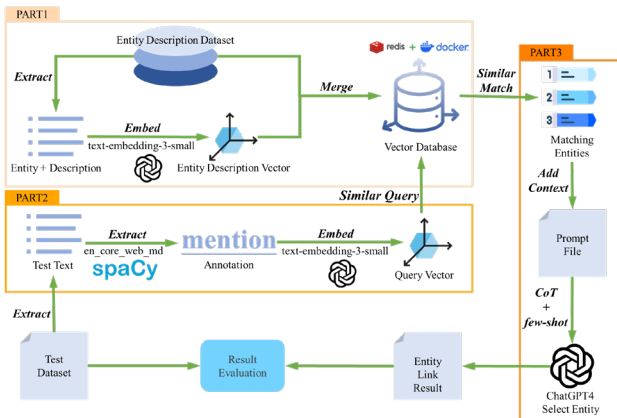 PART1
Entity Description Dataset
redis + docker
Extract
Merge
Similar
Match
PART3
1
2
3
Embed
text-embedding-3-small
Entity + Description
Entity Description Vector
Vector Database
Matching
Entities
Similar Query
Add
Context
PART2
Extract
en_core_web_md
spaCy
mention
Annotation
Embed
text-embedding-3-small
Test Text
Query Vector
Prompt
File
Extract
CoT
+
few-shot
Test
Dataset
Result
Evaluation
Entity
Link
Result
ChatGPT4
Select Entity